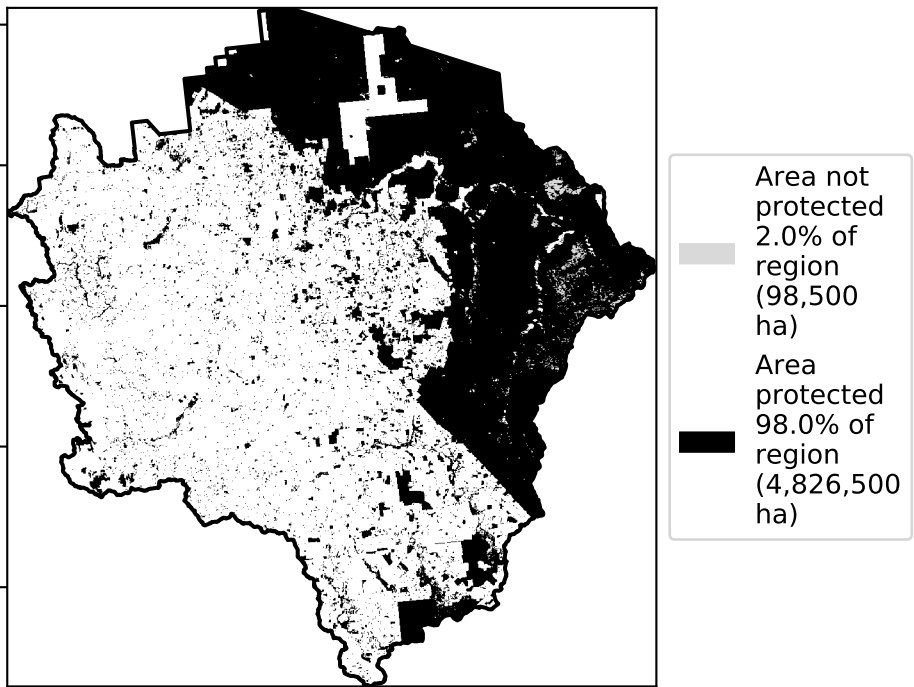 Area not
protected
2.0% of
region
(98,500
ha)
Area
protected
98.0% of
region
(4,826,500
ha)